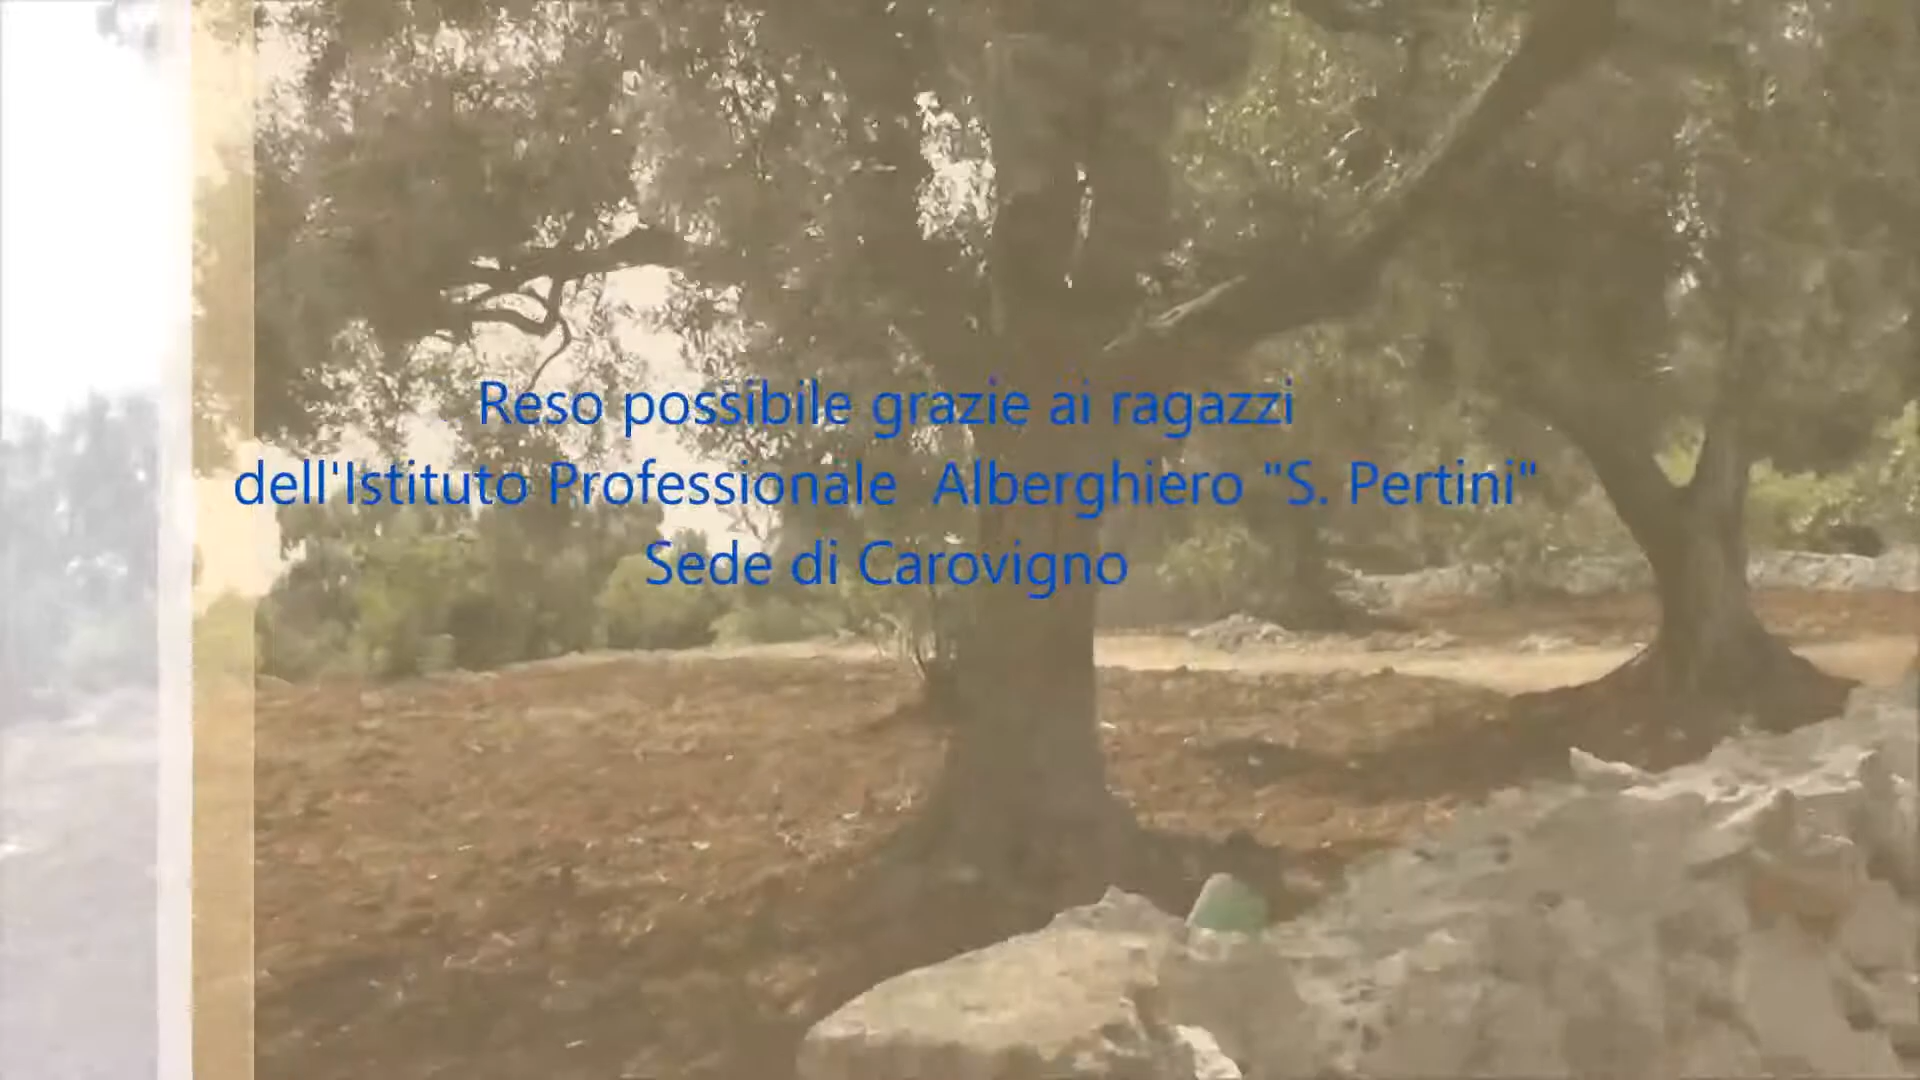 Reso possibile grazie ai ragazzi
dell'Istituto Professionale  Alberghiero "S. Pertini"
Sede di Carovigno